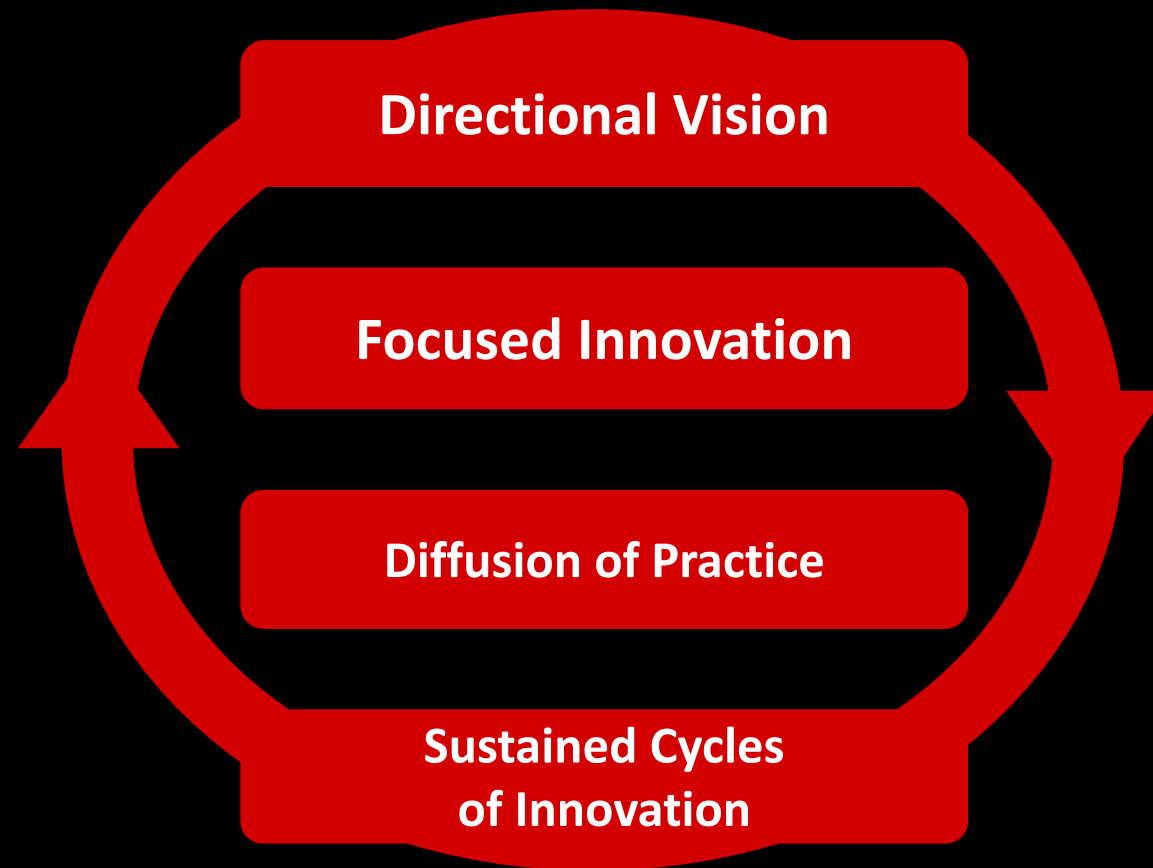 Directional Vision
Focused Innovation
Diffusion of Practice
Sustained Cycles
of Innovation